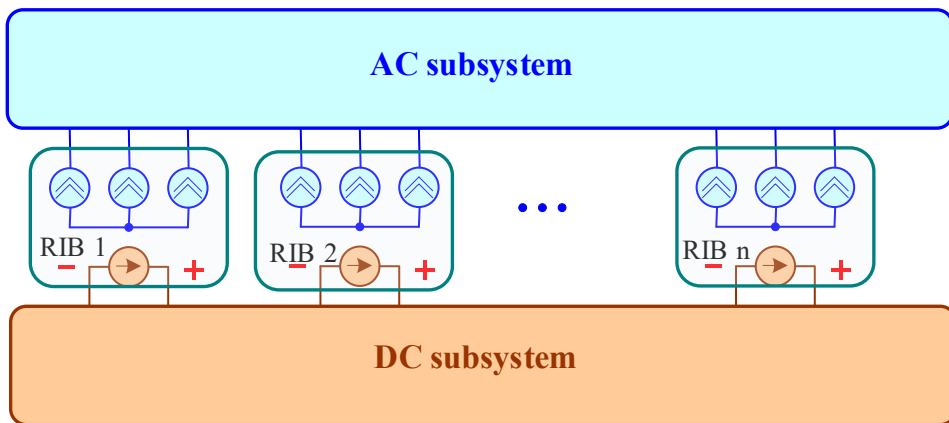 AC subsystem
RIB 1
RIB 2
RIB n
- +
- +
- +
...
DC subsystem